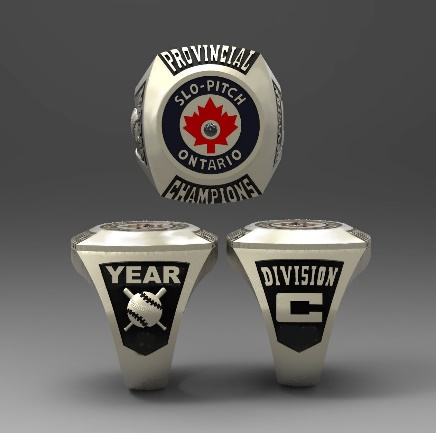 PROVINCIAL
SLO-PITCH
ONTARIO
CHAMPIONS
YEAR
DIVISION
C